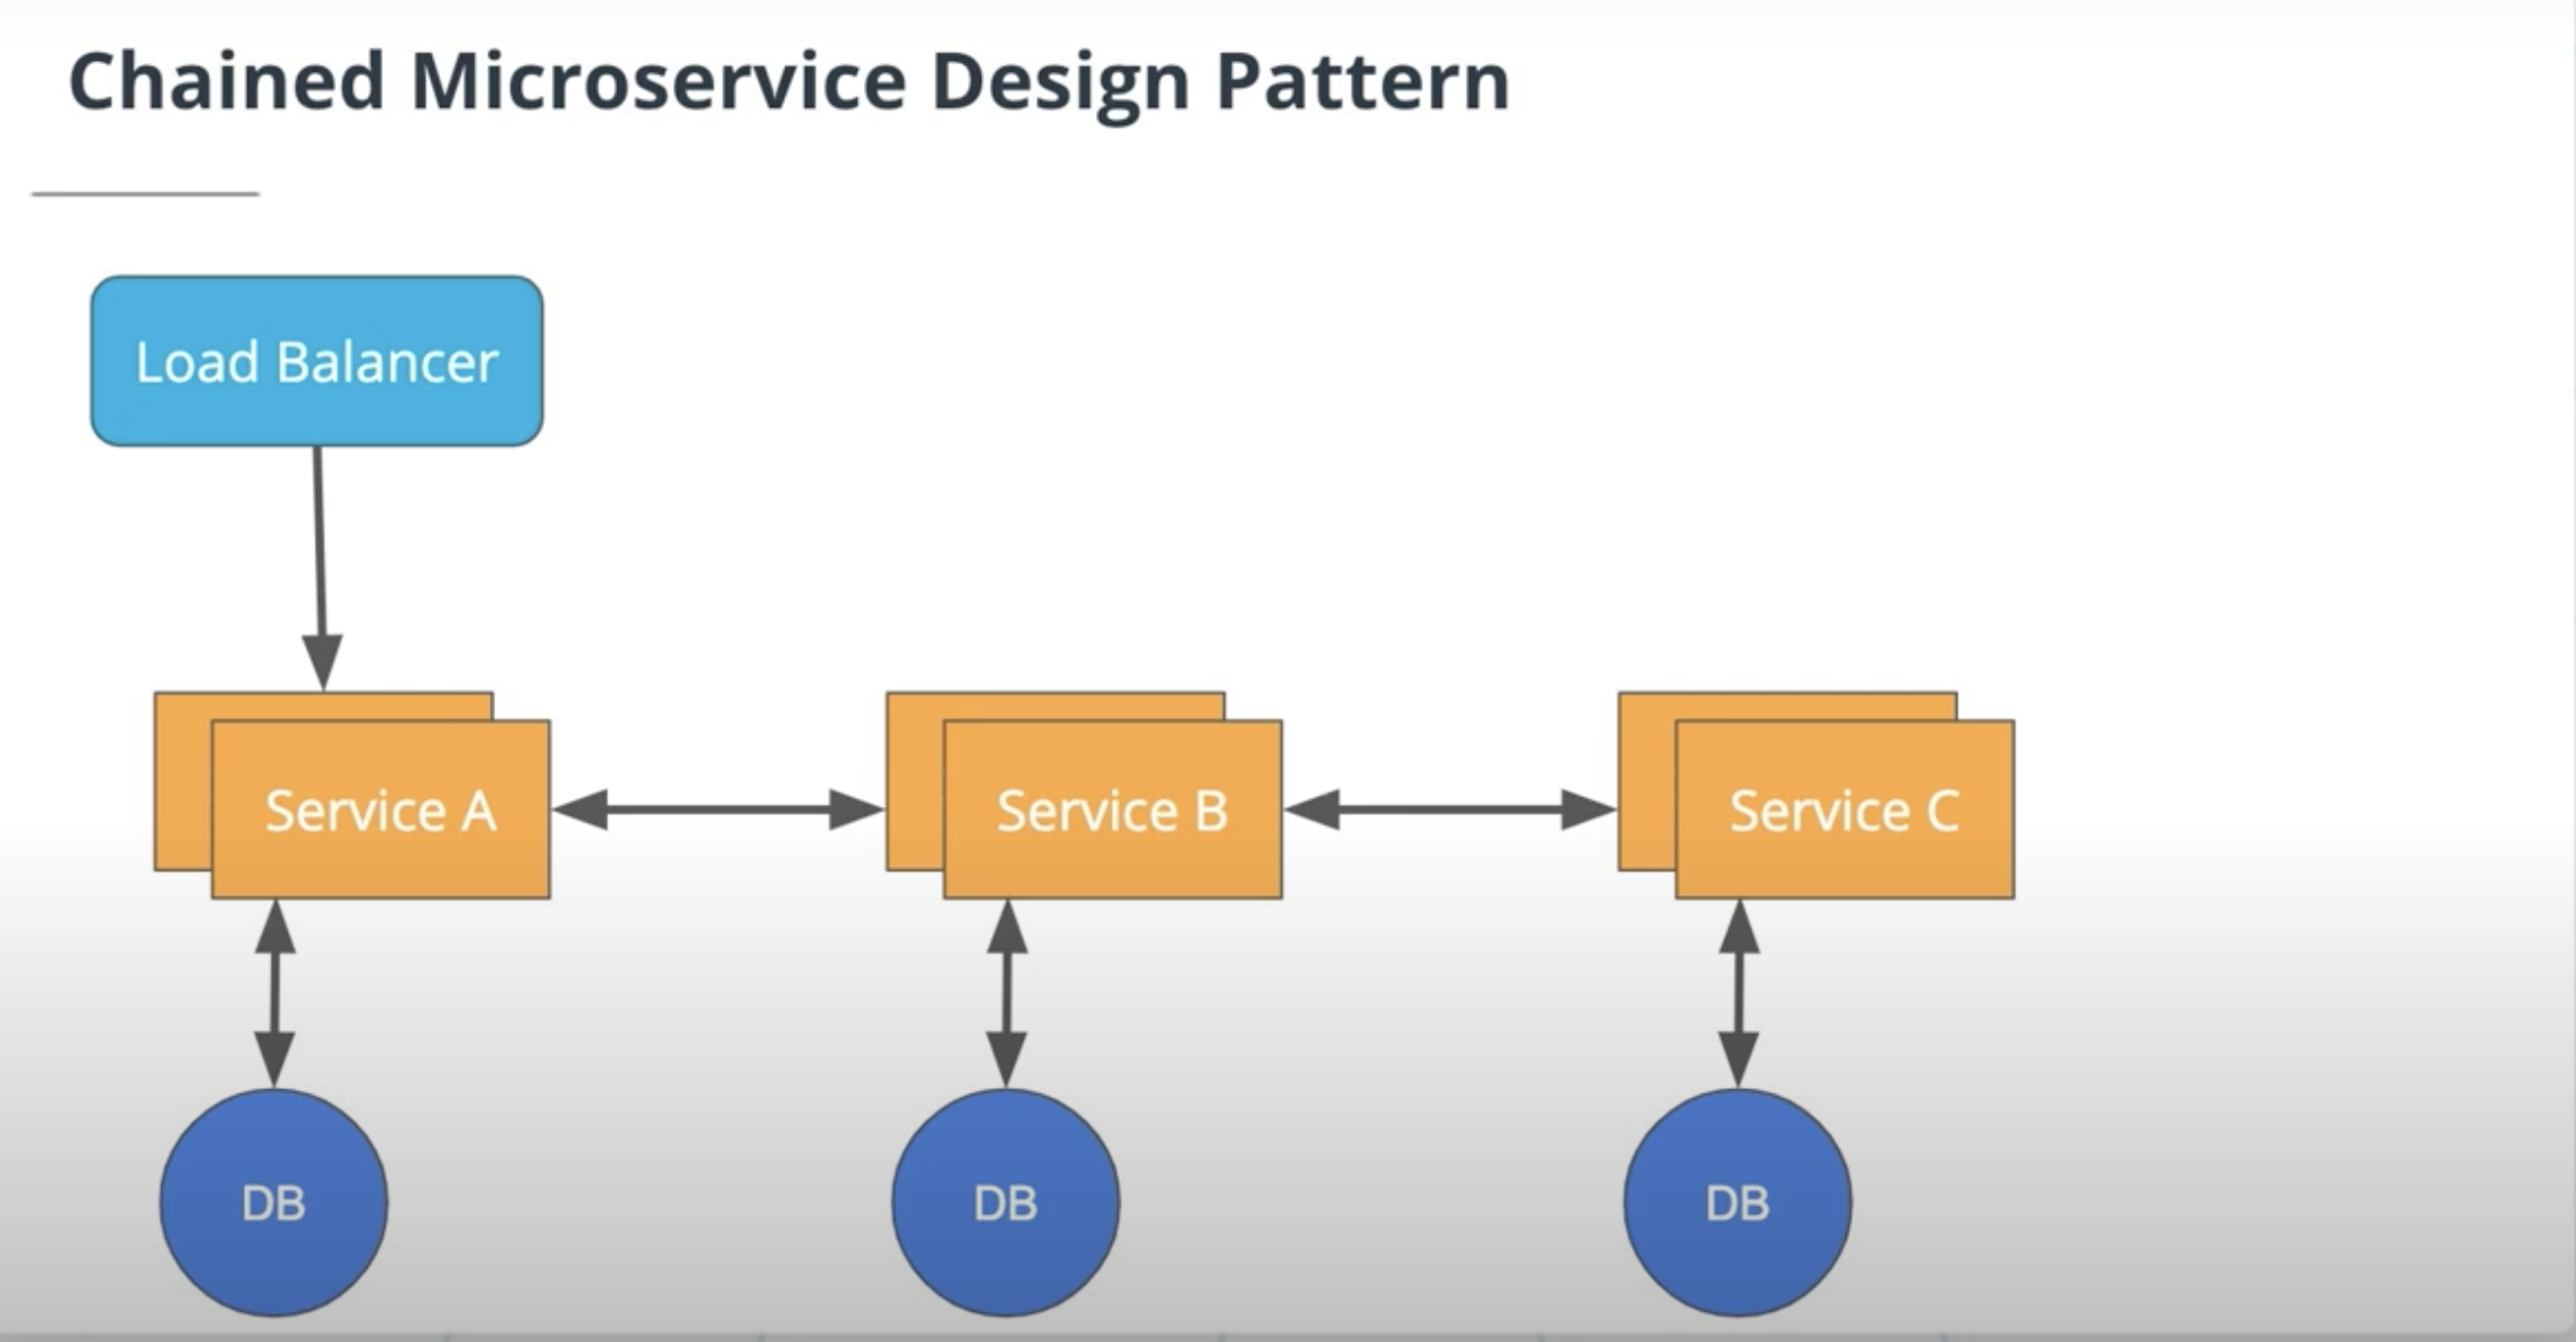 Chained Microservice Design Pattern
Load Balancer
Service A
Service B
Service C
DB
DB
DB